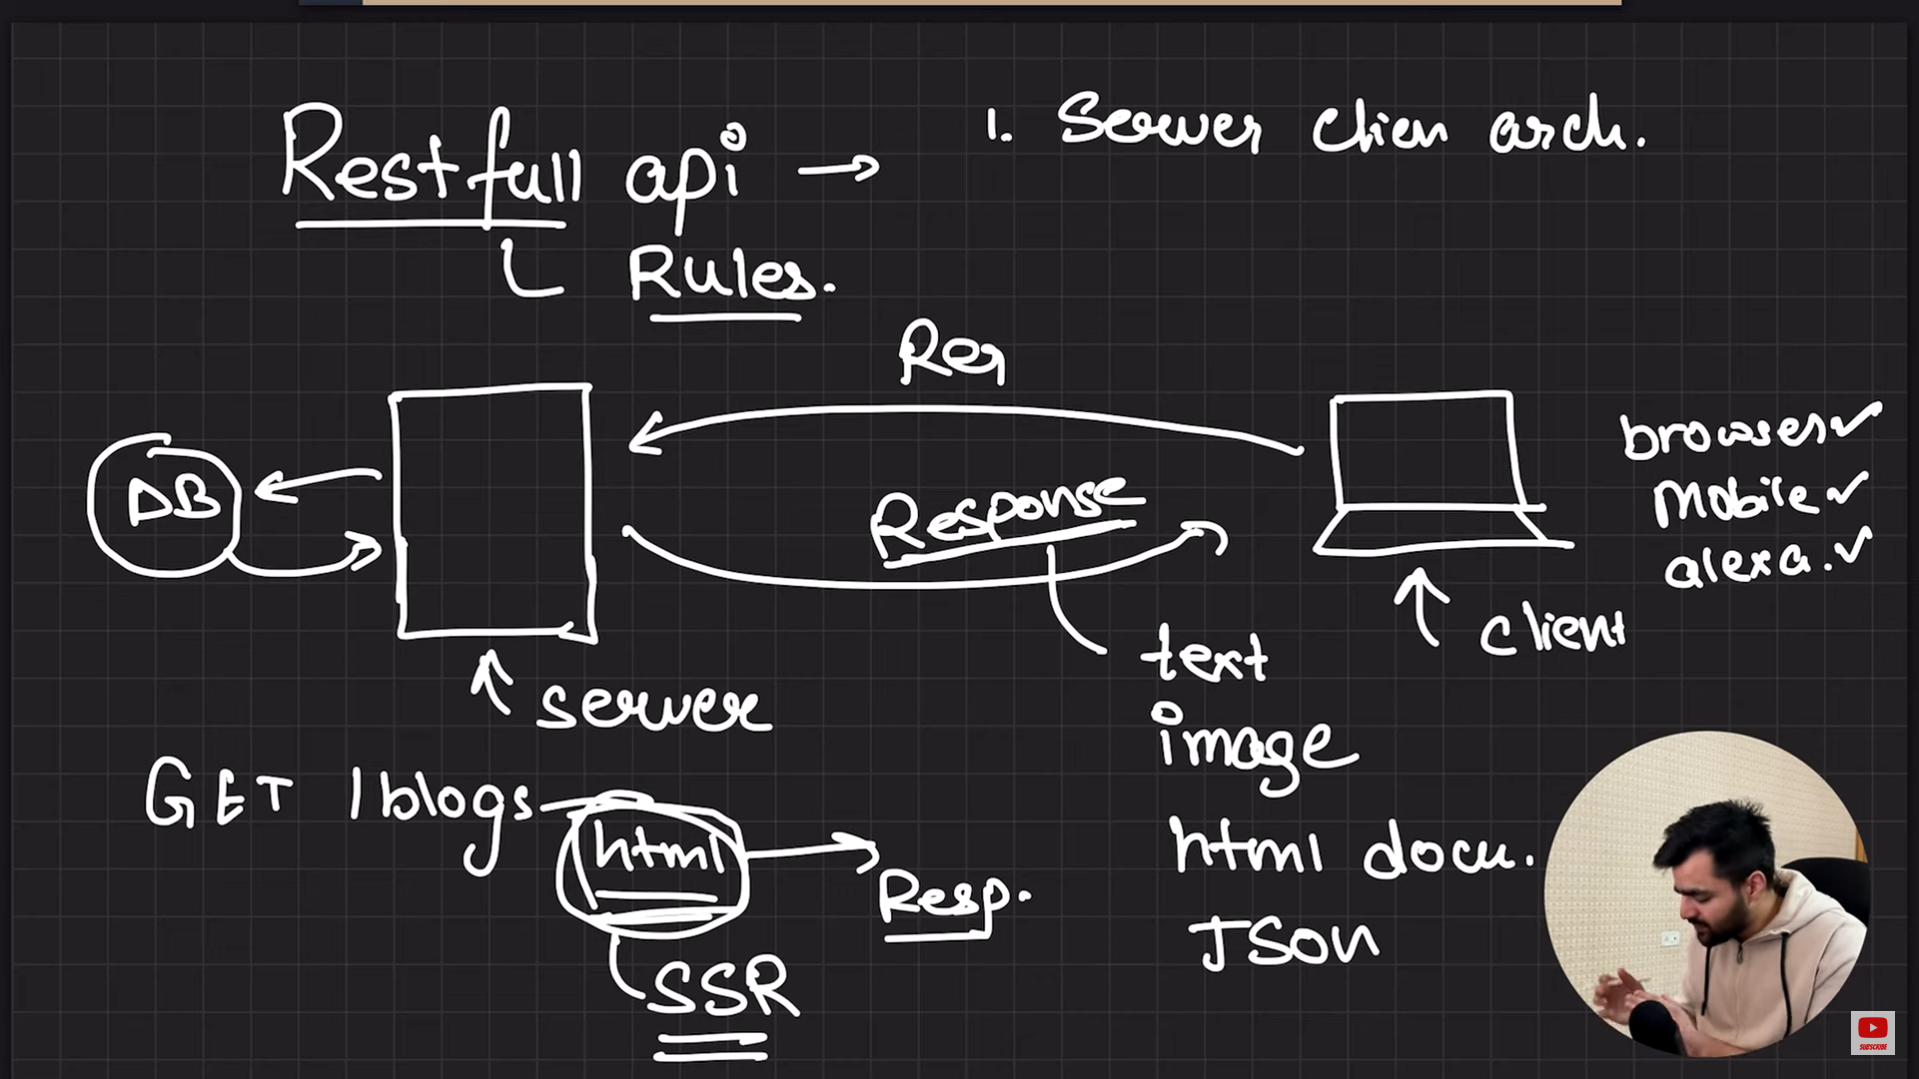 Restfull api →
1. Server clien arch.
Rules.
Req
DB
Response
browser✓
Mobile✓
alexa.✓
client
server
text
image
html docu.
JSon
GET /blogs
html
Resp.
SSR
SUBSCRIBE